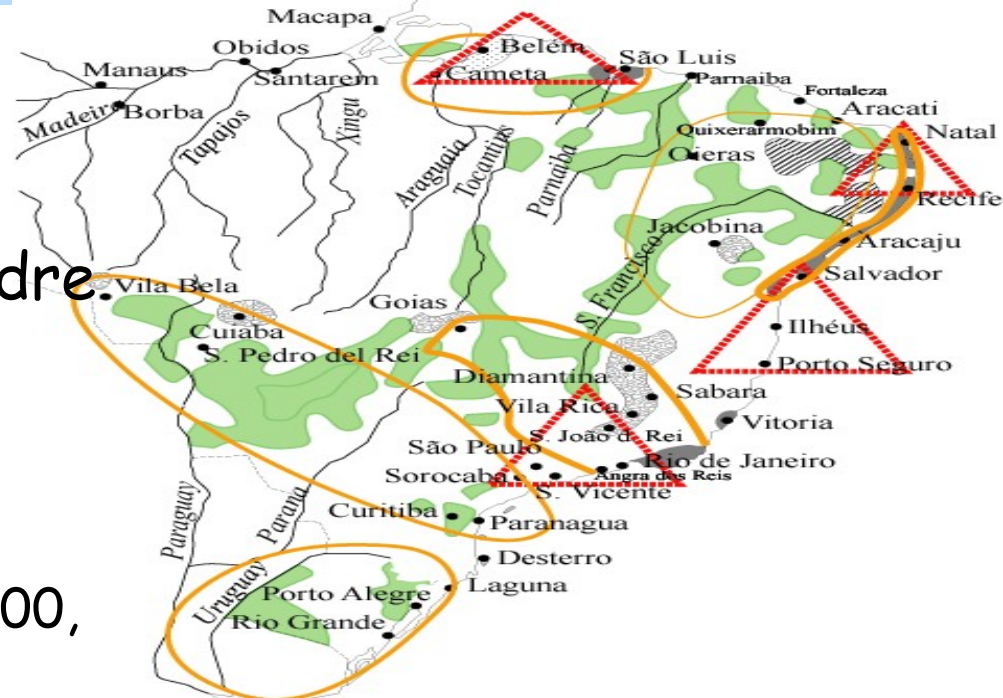 Macapa
Obidos
Belém
São Luis
Manaus
Santarem
Cameta
Parnaiba
Fortaleza
Madeira
Borba
Xingu
Aracati
Tapajos
Quixerarmobim
Natal
Araguaia
Tocantins
Parnaiba
Oieras
Recife
Jacobina
Aracaju
dre
Vila Bela
S. Francisco
Salvador
Goias
Cuiaba
Ilhéus
S. Pedro del Rei
Porto Seguro
Diamantina
Sabara
Vila Rica
Vitoria
S. João d. Rei
São Paulo
Rio de Janeiro
Sorocaba
Angra dos Reis
S. Vicente
Paraguay
Parana
Curitiba
Paranagua
Desterro
Uruguay
Laguna
Porto Alegre
00,
Rio Grande